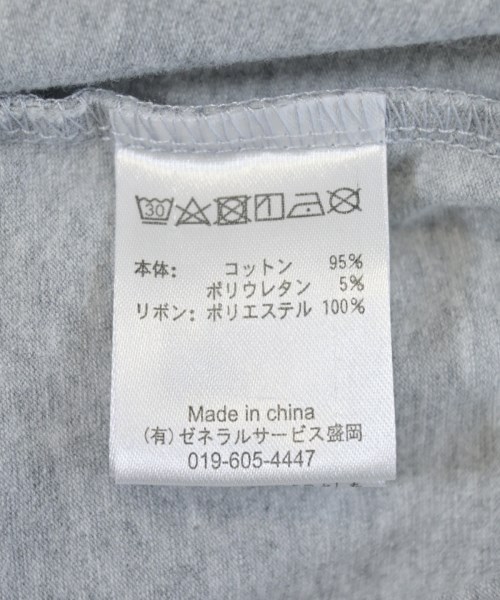 30
本体: コットン 95%
ポリウレタン 5%
リボン: ポリエステル 100%
Made in china
(有)ゼネラルサービス盛岡
019-605-4447